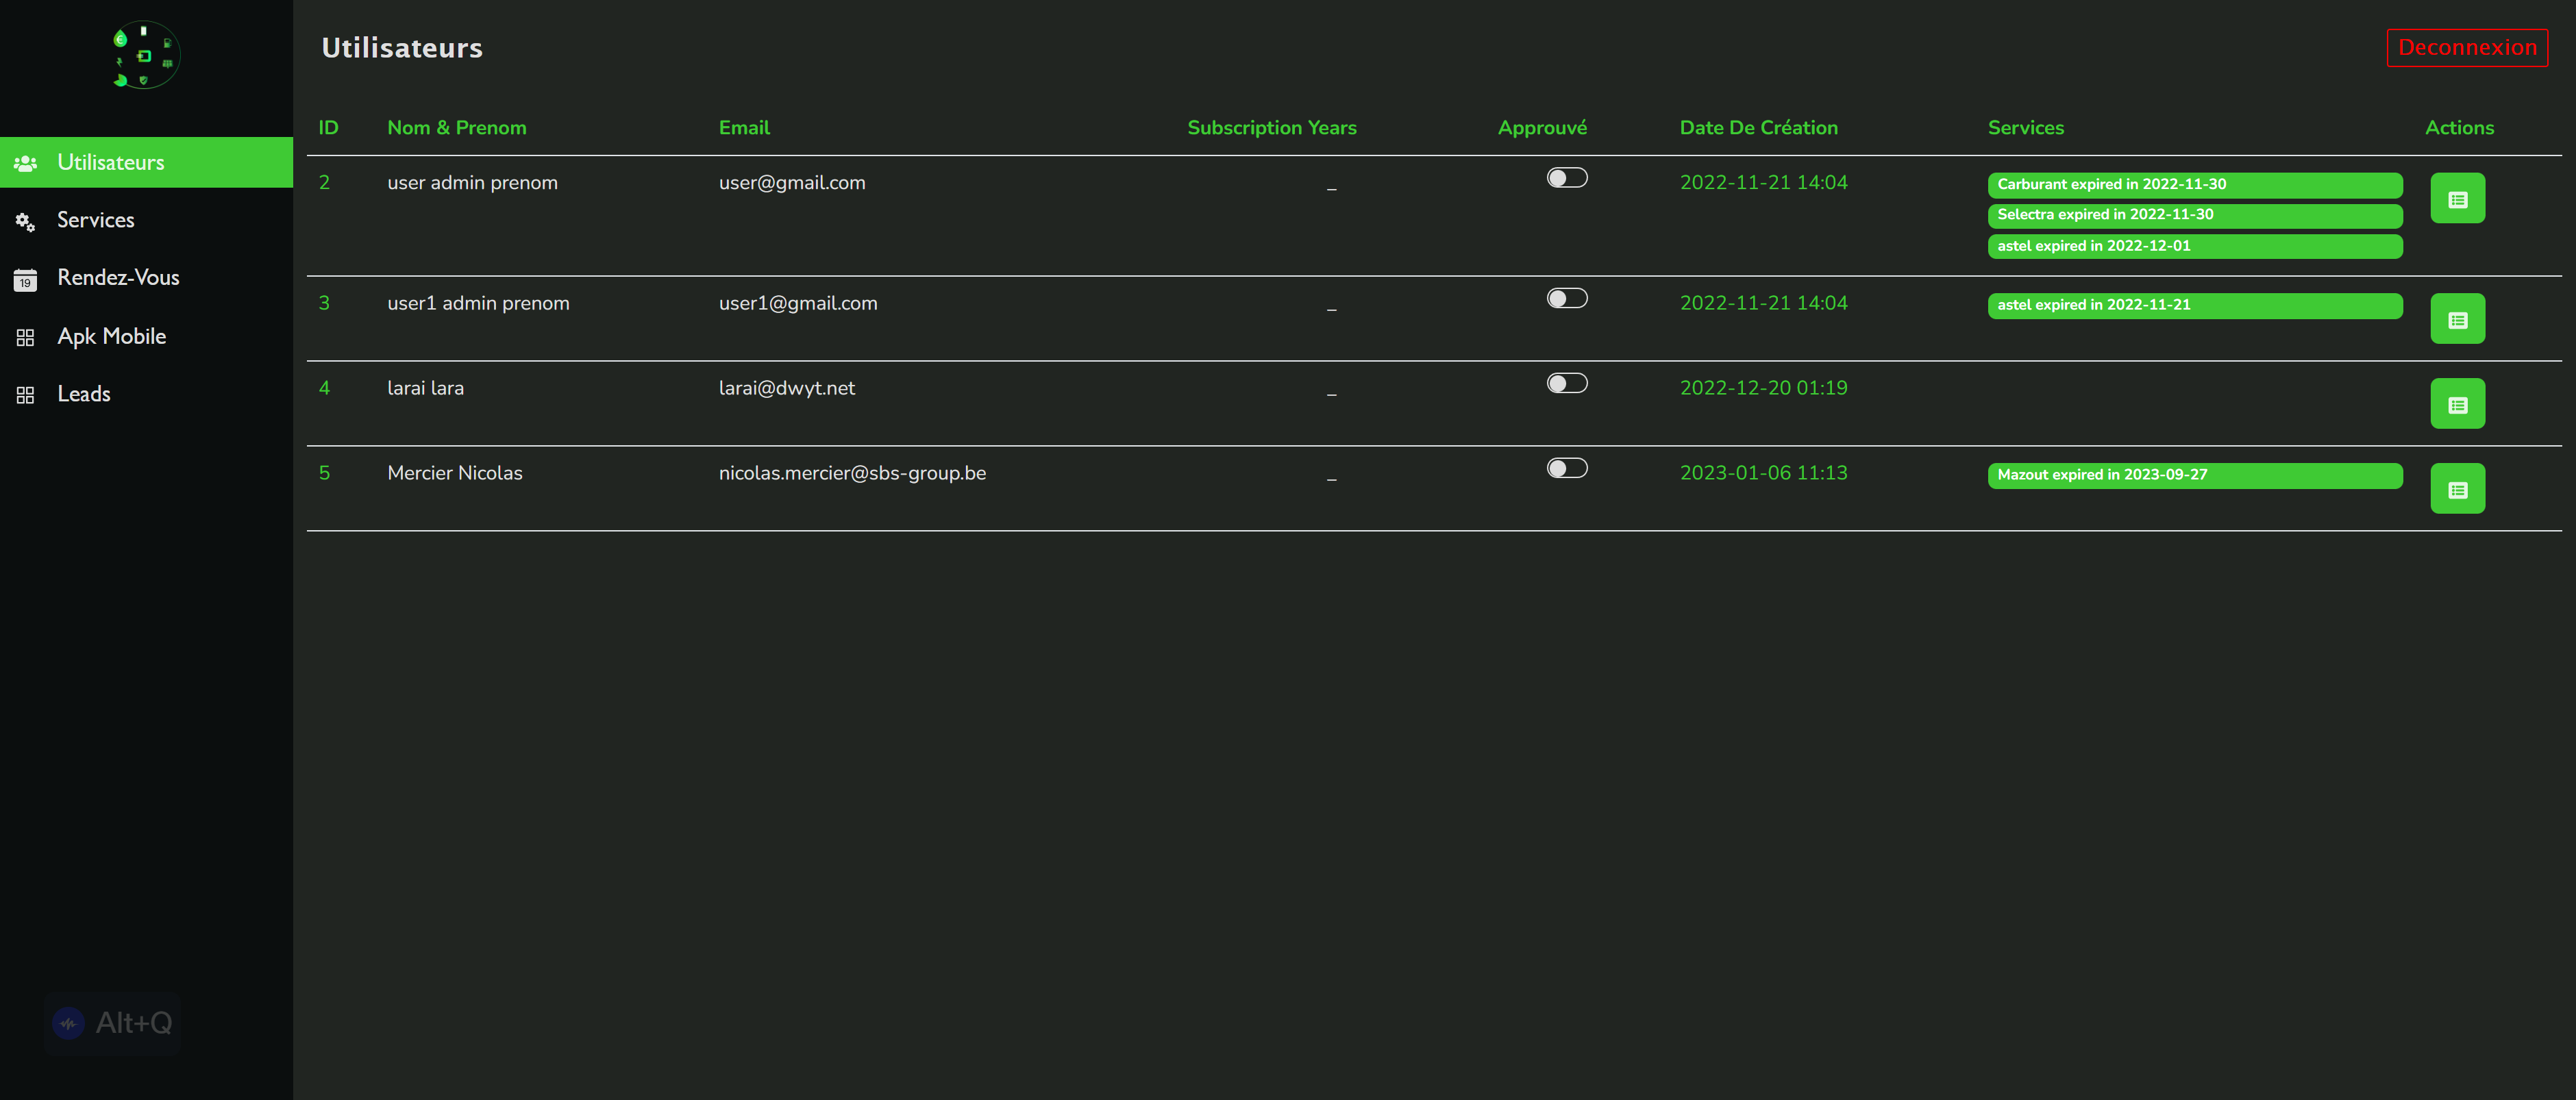 Utilisateurs
Deconnexion
Utilisateurs
Services
19
Rendez-Vous
Apk Mobile
Leads
ID Nom & Prenom Email Subscription Years Approuvé Date De Création Services Actions
2 user admin prenom user@gmail.com _ 2022-11-21 14:04 Carburant expired in 2022-11-30
Selectra expired in 2022-11-30
astel expired in 2022-12-01
3 user1 admin prenom user1@gmail.com _ 2022-11-21 14:04 astel expired in 2022-11-21
4 larai lara larai@dwyt.net _ 2022-12-20 01:19
5 Mercier Nicolas nicolas.mercier@sbs-group.be _ 2023-01-06 11:13 Mazout expired in 2023-09-27
Alt+Q